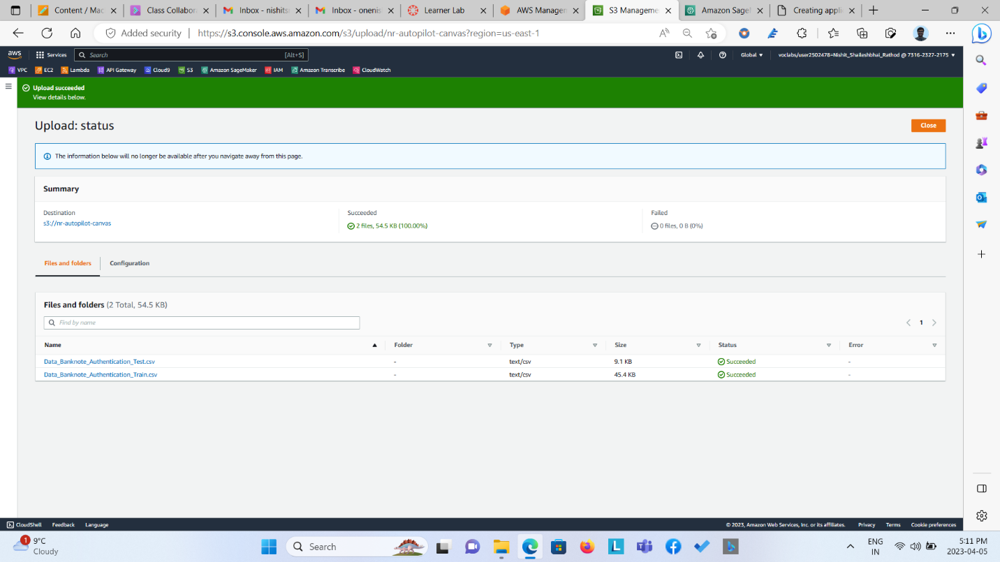 Content / Mac
Class Collabora
Inbox - nishits
Inbox - onenis
Learner Lab
AWS Managem
S3 Manageme
Amazon Sagel
Creating appli
Added security
https://s3.console.aws.amazon.com/s3/upload/nr-autopilot-canvas?region=us-east-1
aws
Services
Search
[Alt+S]
Global
voclabs/user2502478=Nishit_Shaileshbhai_Rathod @ 7316-2327-2175
VPC
EC2
Lambda
API Gateway
Cloud9
S3
Amazon SageMaker
IAM
Amazon Transcribe
CloudWatch
Upload succeeded
View details below.
Upload: status
Close
The information below will no longer be available after you navigate away from this page.
Summary
Destination
s3://nr-autopilot-canvas
Succeeded
2 files, 54.5 KB (100.00%)
Failed
0 files, 0 B (0%)
Files and folders
Configuration
Files and folders (2 Total, 54.5 KB)
Find by name
1
Name
Folder
Type
Size
Status
Error
Data_Banknote_Authentication_Test.csv
-
text/csv
9.1 KB
Succeeded
-
Data_Banknote_Authentication_Train.csv
-
text/csv
45.4 KB
Succeeded
-
CloudShell
Feedback
Language
© 2023, Amazon Web Services, Inc. or its affiliates.
Privacy
Terms
Cookie preferences
1
9°C
Cloudy
Search
ENG
IN
5:11 PM
2023-04-05